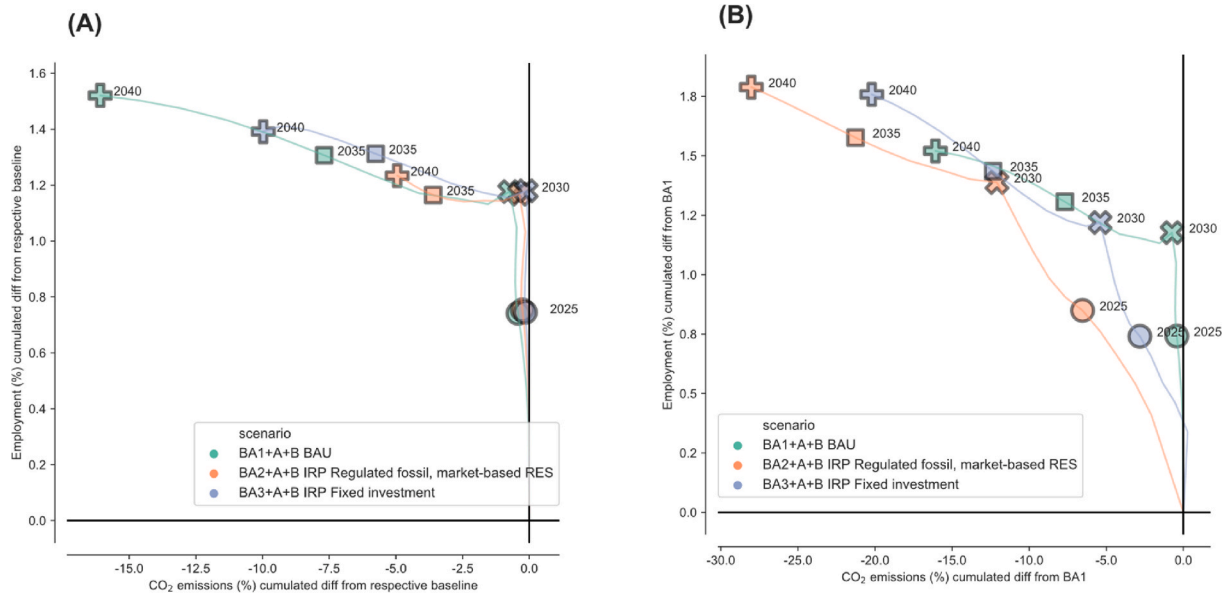 (A)
Employment (%) cumulated diff from respective baseline
1.6
1.4
1.2
1.0
0.8
0.6
0.4
0.2
0.0
2040
2040
2035
2035
2040
2035
2030
2025
scenario
BA1+A+B BAU
BA2+A+B IRP Regulated fossil, market-based RES
BA3+A+B IRP Fixed investment
-15.0 -12.5 -10.0 -7.5 -5.0 -2.5 0.0
CO₂ emissions (%) cumulated diff from respective baseline
(B)
Employment (%) cumulated diff from BA1
1.8
1.5
1.2
1.0
0.8
0.5
0.2
0.0
2040
2040
2035
2040
2035
2030
2035
2030
2030
2025
2025
2025
scenario
BA1+A+B BAU
BA2+A+B IRP Regulated fossil, market-based RES
BA3+A+B IRP Fixed investment
-30.0 -25.0 -20.0 -15.0 -10.0 -5.0 0.0
CO₂ emissions (%) cumulated diff from BA1